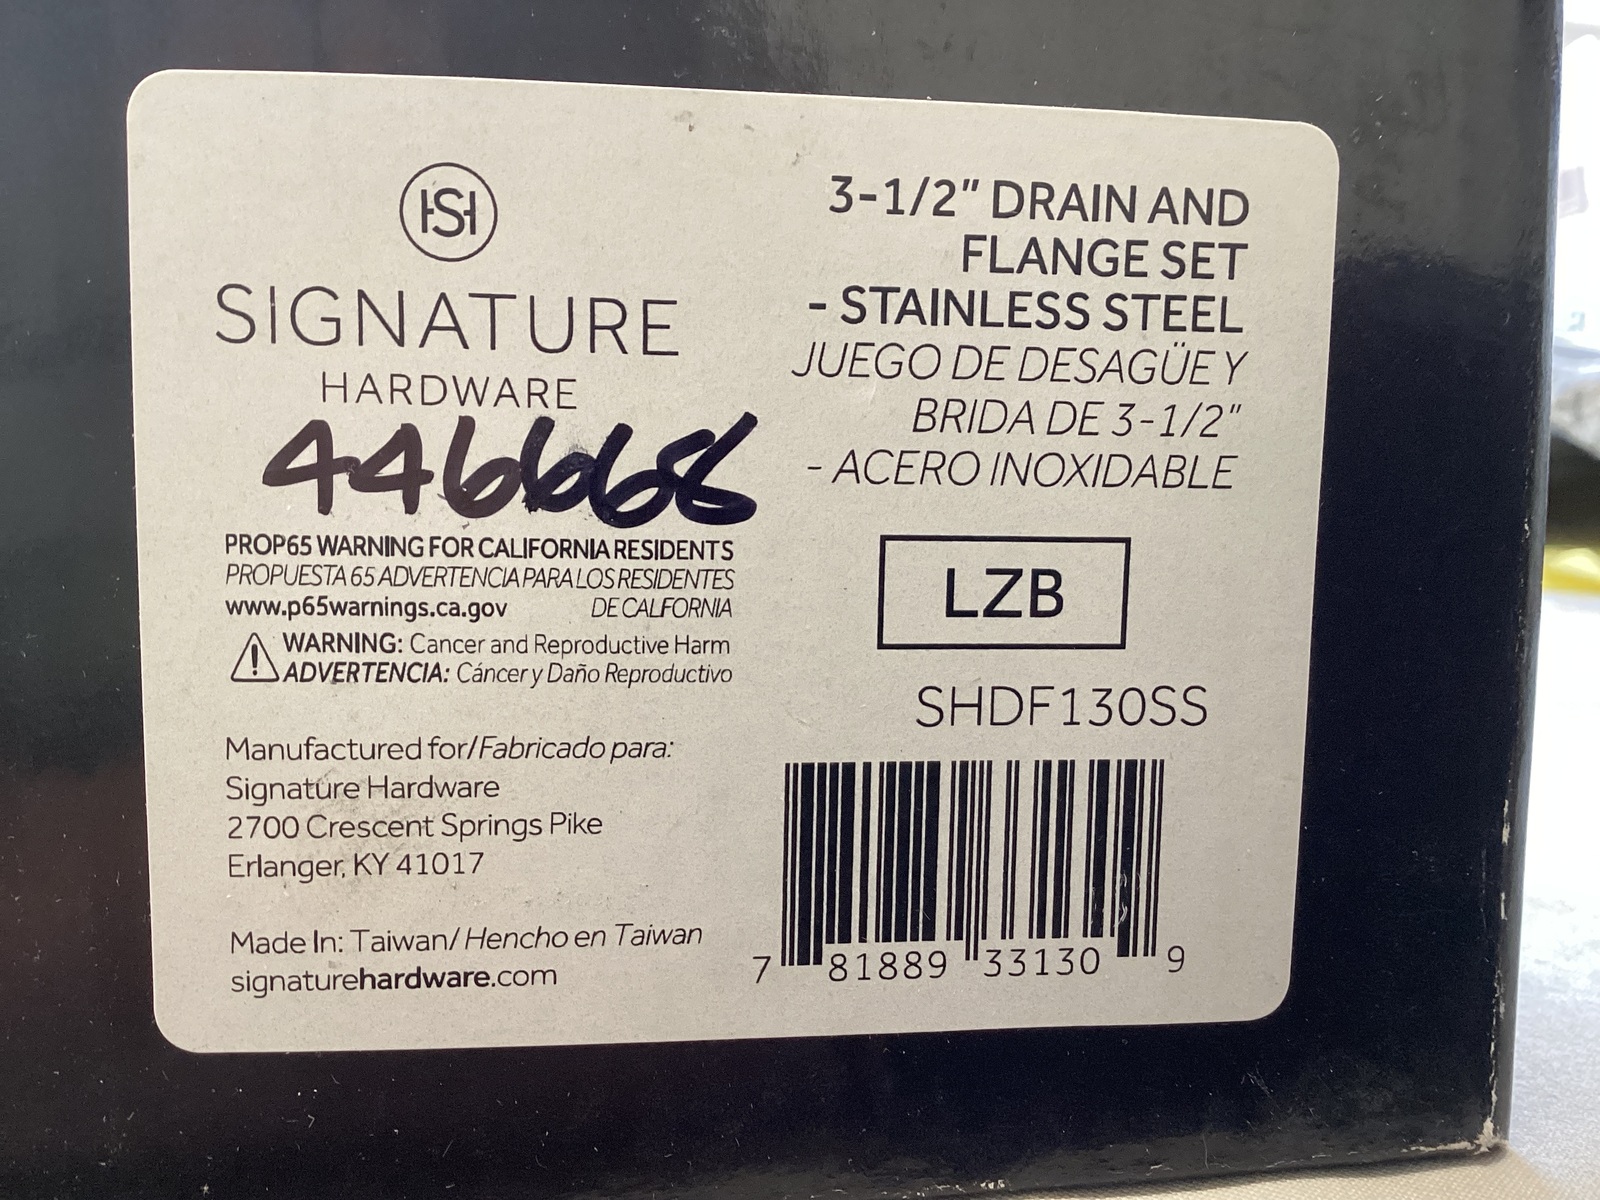 HSH
SIGNATURE
HARDWARE
446668
PROP65 WARNING FOR CALIFORNIA RESIDENTS
PROPUESTA 65 ADVERTENCIA PARA LOS RESIDENTES
www.p65warnings.ca.gov DE CALIFORNIA
WARNING: Cancer and Reproductive Harm
ADVERTENCIA: Cáncer y Daño Reproductivo
Manufactured for/Fabricado para:
Signature Hardware
2700 Crescent Springs Pike
Erlanger, KY 41017
Made In: Taiwan/Hencho en Taiwan
signaturehardware.com
3-1/2" DRAIN AND
FLANGE SET
- STAINLESS STEEL
JUEGO DE DESAGÜE Y
BRIDA DE 3-1/2"
- ACERO INOXIDABLE
LZB
SHDF130SS
7 81889 33130 9